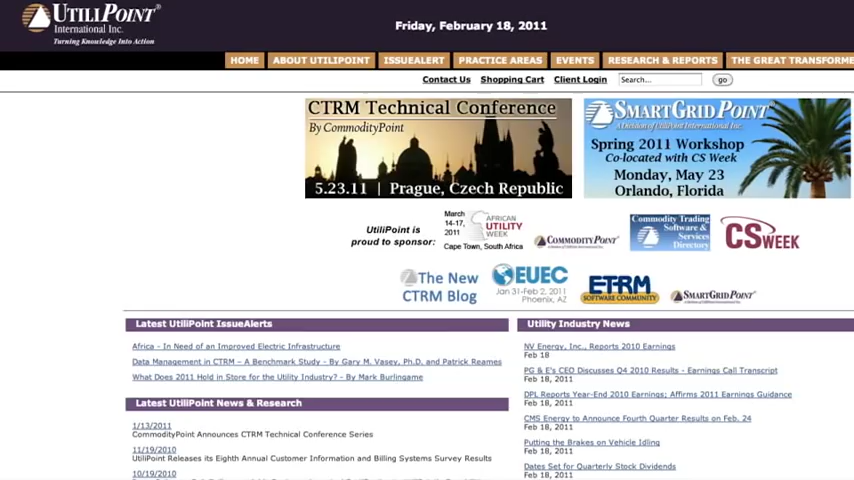 UTILIPOINT®
International Inc.
Turning Knowledge Into Action
Friday, February 18, 2011
HOME
ABOUT UTILIPOINT
ISSUEALERT
PRACTICE AREAS
EVENTS
RESEARCH & REPORTS
THE GREAT TRANSFORME
Contact Us
Shopping Cart
Client Login
Search...
go
CTRM Technical Conference
By CommodityPoint
5.23.11 | Prague, Czech Republic
SMARTGRIDPOINT®
A Division of UtiliPoint International Inc.
Spring 2011 Workshop
Co-located with CS Week
Monday, May 23
Orlando, Florida
UtiliPoint is
proud to sponsor:
March
14-17,
2011
AFRICAN
UTILITY
WEEK
Cape Town, South Africa
COMMODITYPOINT
Commodity Trading
Software &
Services
Directory
CSWEEK
The New
CTRM Blog
EUEC
Jan 31-Feb 2, 2011
Phoenix, AZ
ETRM
SOFTWARE COMMUNITY
SMARTGRIDPOINT
Latest UtiliPoint IssueAlerts
Africa - In Need of an Improved Electric Infrastructure
Data Management in CTRM – A Benchmark Study - By Gary M. Vasey, Ph.D. and Patrick Reames
What Does 2011 Hold in Store for the Utility Industry? - By Mark Burlingame
Latest UtiliPoint News & Research
1/13/2011
CommodityPoint Announces CTRM Technical Conference Series
11/19/2010
UtiliPoint Releases its Eighth Annual Customer Information and Billing Systems Survey Results
10/19/2010
Utility Industry News
NV Energy, Inc., Reports 2010 Earnings
Feb 18
PG & E's CEO Discusses Q4 2010 Results - Earnings Call Transcript
Feb 18, 2011
DPL Reports Year-End 2010 Earnings; Affirms 2011 Earnings Guidance
Feb 18, 2011
CMS Energy to Announce Fourth Quarter Results on Feb. 24
Feb 18, 2011
Putting the Brakes on Vehicle Idling
Feb 18, 2011
Dates Set for Quarterly Stock Dividends
Feb 18, 2011